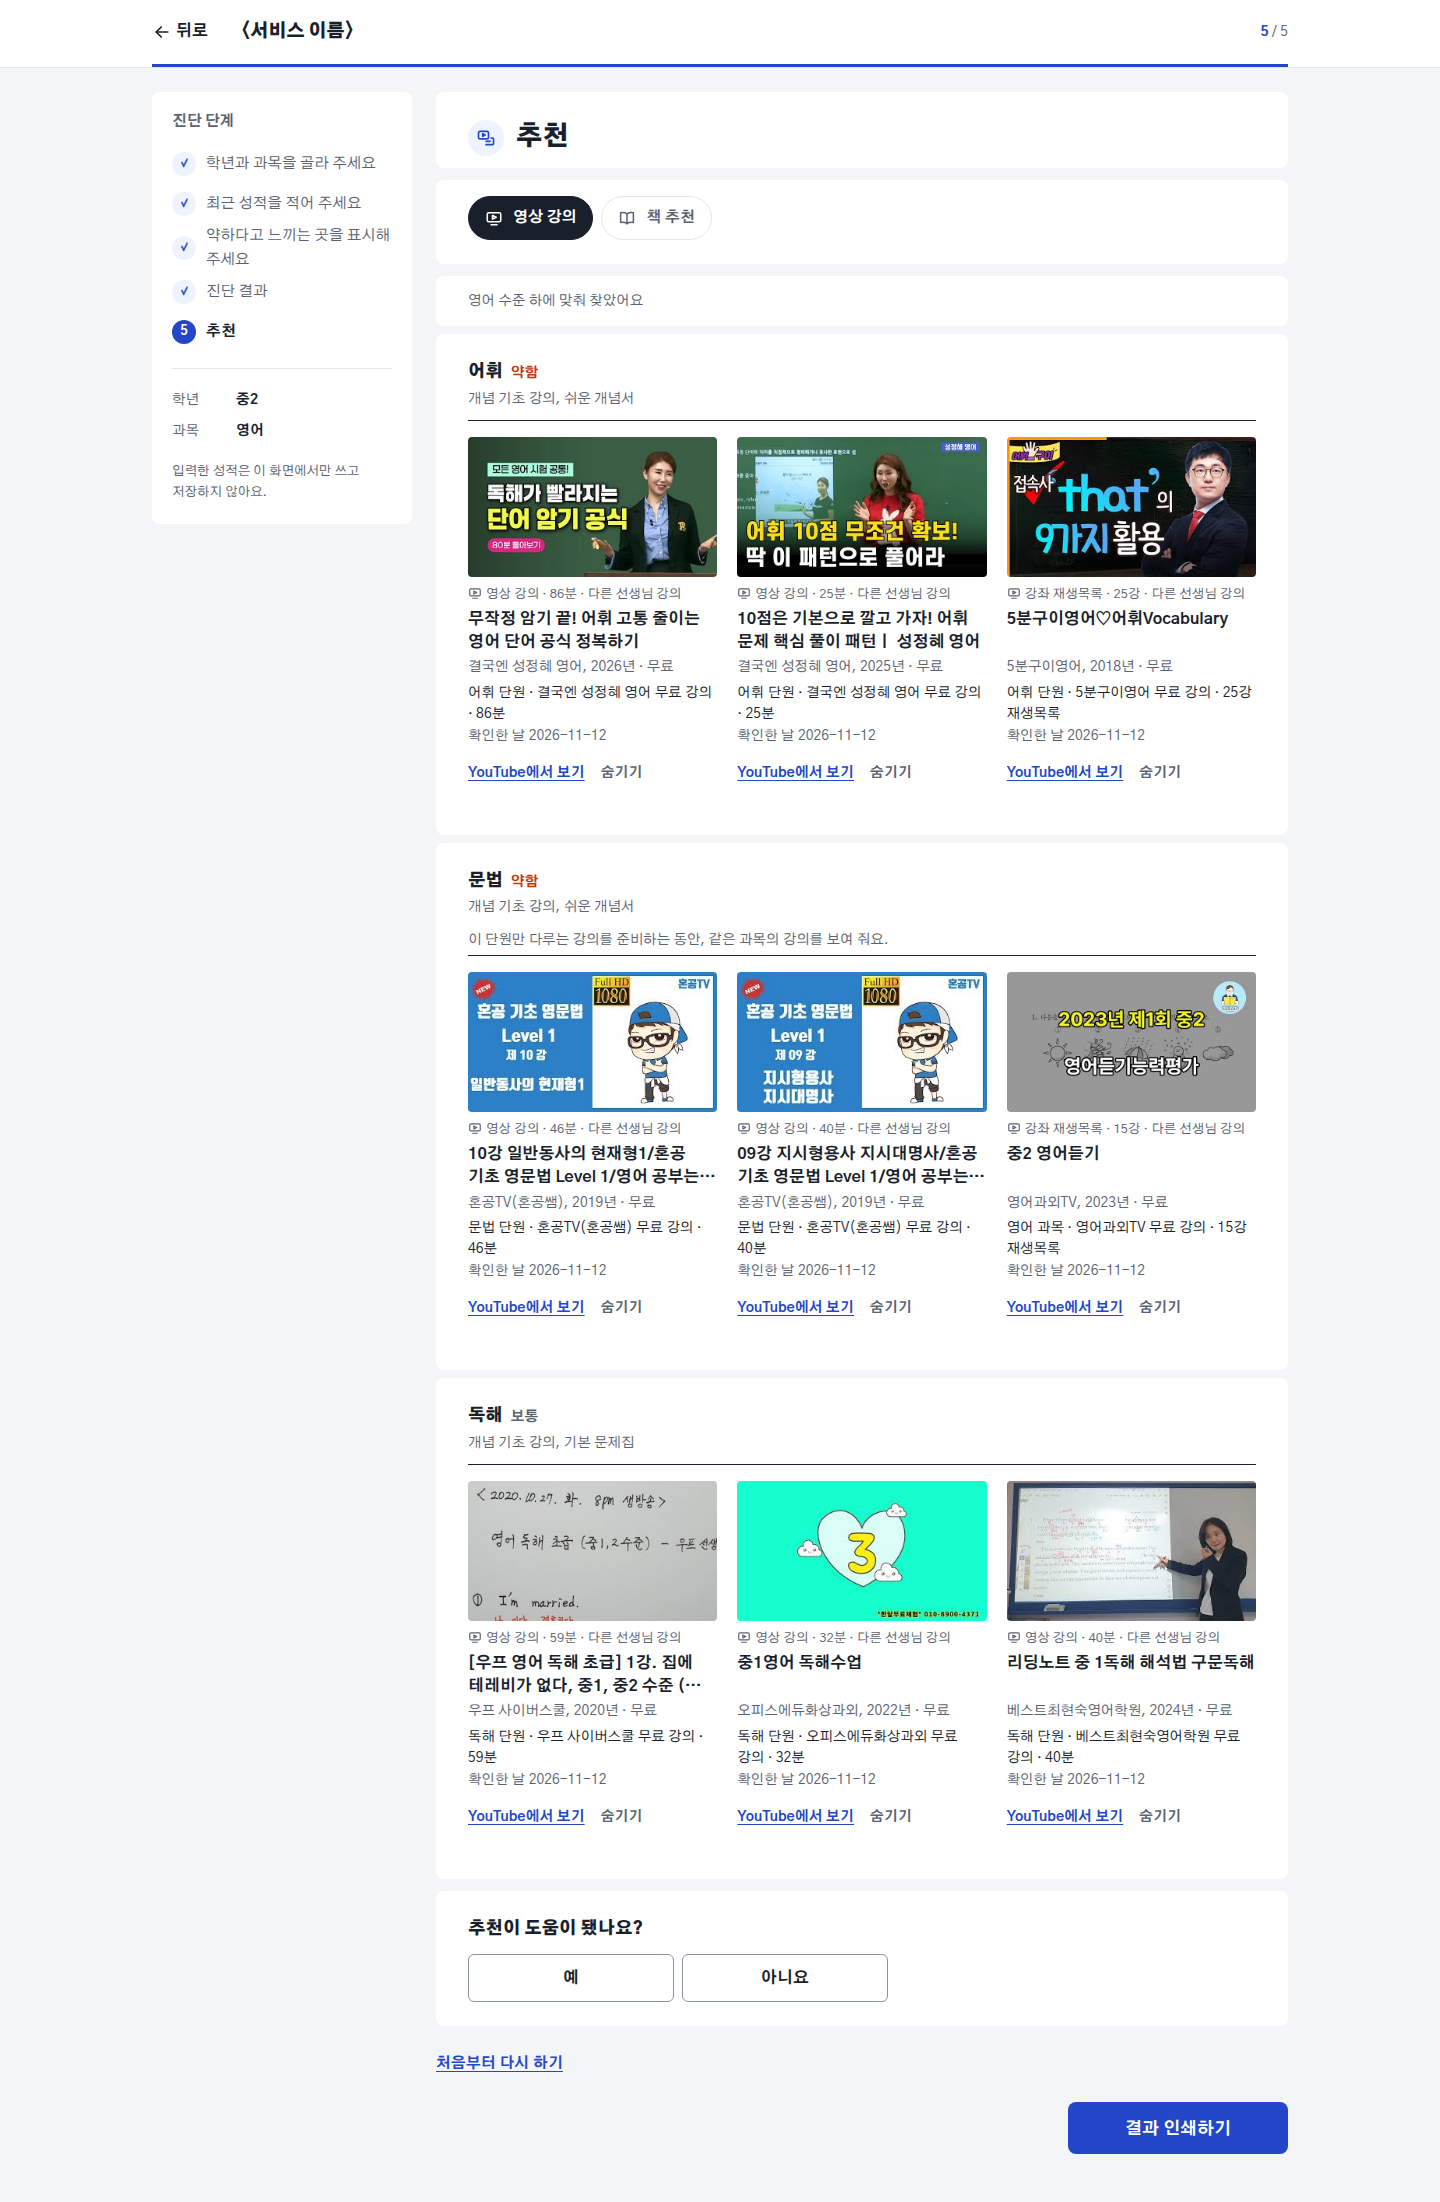 뒤로
〈서비스 이름〉
5 / 5
진단 단계
학년과 과목을 골라 주세요
최근 성적을 적어 주세요
약하다고 느끼는 곳을 표시해
주세요
진단 결과
5 추천
학년 중2
과목 영어
입력한 성적은 이 화면에서만 쓰고
저장하지 않아요.
추천
영상 강의
책 추천
영어 수준 하에 맞춰 찾았어요
어휘 약함
개념 기초 강의, 쉬운 개념서
모든 영어 시험 공통!
독해가 빨라지는
단어 암기 공식
80분 몰아보기
영상 강의 · 86분 · 다른 선생님 강의
무작정 암기 끝! 어휘 고통 줄이는
영어 단어 공식 정복하기
결국엔 성정혜 영어, 2026년 · 무료
어휘 단원 · 결국엔 성정혜 영어 무료 강의
· 86분
확인한 날 2026-11-12
YouTube에서 보기 숨기기
성정혜 영어
어휘 10점 무조건 확보!
딱 이 패턴으로 풀어라
영상 강의 · 25분 · 다른 선생님 강의
10점은 기본으로 깔고 가자! 어휘
문제 핵심 풀이 패턴ㅣ 성정혜 영어
결국엔 성정혜 영어, 2025년 · 무료
어휘 단원 · 결국엔 성정혜 영어 무료 강의
· 25분
확인한 날 2026-11-12
YouTube에서 보기 숨기기
접속사 'that'의
9가지 활용
강좌 재생목록 · 25강 · 다른 선생님 강의
5분구이영어♡어휘Vocabulary
5분구이영어, 2018년 · 무료
어휘 단원 · 5분구이영어 무료 강의 · 25강
재생목록
확인한 날 2026-11-12
YouTube에서 보기 숨기기
문법 약함
개념 기초 강의, 쉬운 개념서
이 단원만 다루는 강의를 준비하는 동안, 같은 과목의 강의를 보여 줘요.
NEW
Full HD
1080
혼공TV
혼공 기초 영문법
Level 1
제 10 강
일반동사의 현재형1
영상 강의 · 46분 · 다른 선생님 강의
10강 일반동사의 현재형1/혼공
기초 영문법 Level 1/영어 공부는…
혼공TV(혼공쌤), 2019년 · 무료
문법 단원 · 혼공TV(혼공쌤) 무료 강의 ·
46분
확인한 날 2026-11-12
YouTube에서 보기 숨기기
NEW
Full HD
1080
혼공TV
혼공 기초 영문법
Level 1
제 09 강
지시형용사
지시대명사
영상 강의 · 40분 · 다른 선생님 강의
09강 지시형용사 지시대명사/혼공
기초 영문법 Level 1/영어 공부는…
혼공TV(혼공쌤), 2019년 · 무료
문법 단원 · 혼공TV(혼공쌤) 무료 강의 ·
40분
확인한 날 2026-11-12
YouTube에서 보기 숨기기
2023년 제1회 중2
영어듣기능력평가
강좌 재생목록 · 15강 · 다른 선생님 강의
중2 영어듣기
영어과외TV, 2023년 · 무료
영어 과목 · 영어과외TV 무료 강의 · 15강
재생목록
확인한 날 2026-11-12
YouTube에서 보기 숨기기
독해 보통
개념 기초 강의, 기본 문제집
<2020.10.27. 화. 8pm 생방송>
영어 독해 초급 (중1,2수준) - 우프 선생
① I'm married.
영상 강의 · 59분 · 다른 선생님 강의
[우프 영어 독해 초급] 1강. 집에
테레비가 없다, 중1, 중2 수준 (…
우프 사이버스쿨, 2020년 · 무료
독해 단원 · 우프 사이버스쿨 무료 강의 ·
59분
확인한 날 2026-11-12
YouTube에서 보기 숨기기
3
*한달무료체험* 010-8900-4371
영상 강의 · 32분 · 다른 선생님 강의
중1영어 독해수업
오피스에듀화상과외, 2022년 · 무료
독해 단원 · 오피스에듀화상과외 무료
강의 · 32분
확인한 날 2026-11-12
YouTube에서 보기 숨기기
영상 강의 · 40분 · 다른 선생님 강의
리딩노트 중 1독해 해석법 구문독해
베스트최현숙영어학원, 2024년 · 무료
독해 단원 · 베스트최현숙영어학원 무료
강의 · 40분
확인한 날 2026-11-12
YouTube에서 보기 숨기기
추천이 도움이 됐나요?
예
아니요
처음부터 다시 하기
결과 인쇄하기